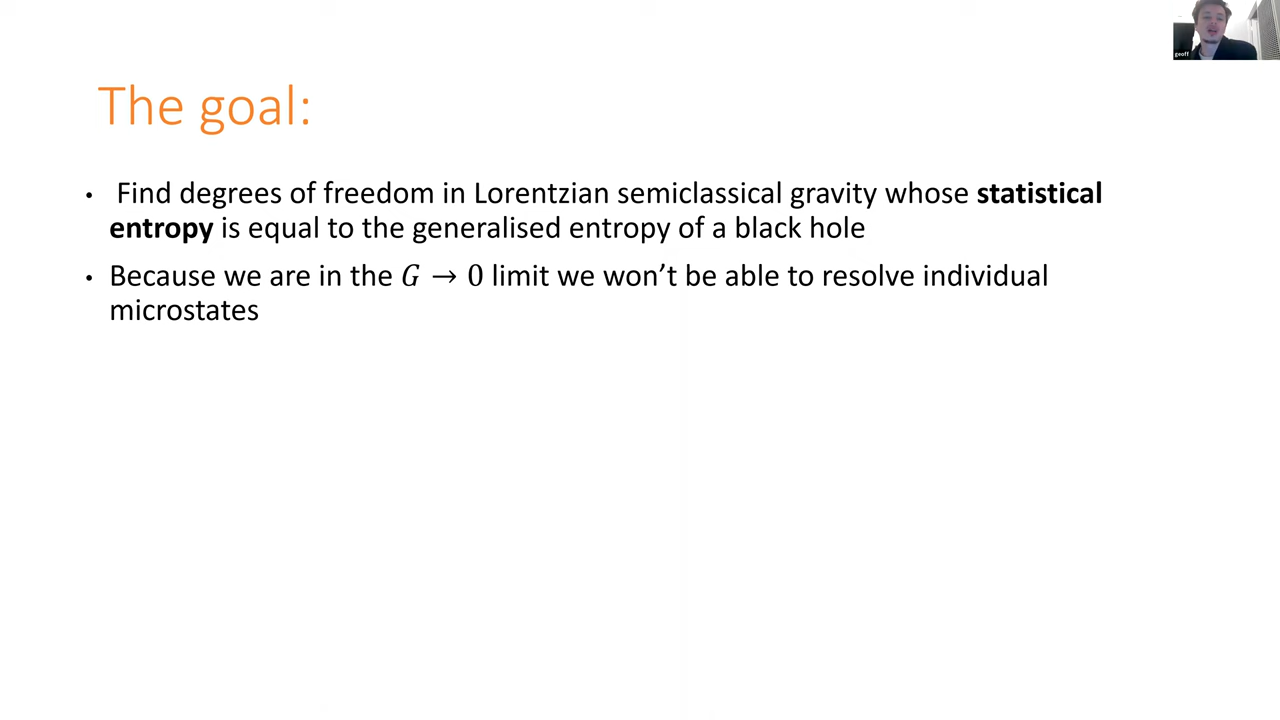 geoff
The goal:
• Find degrees of freedom in Lorentzian semiclassical gravity whose statistical
entropy is equal to the generalised entropy of a black hole
• Because we are in the G → 0 limit we won’t be able to resolve individual
microstates